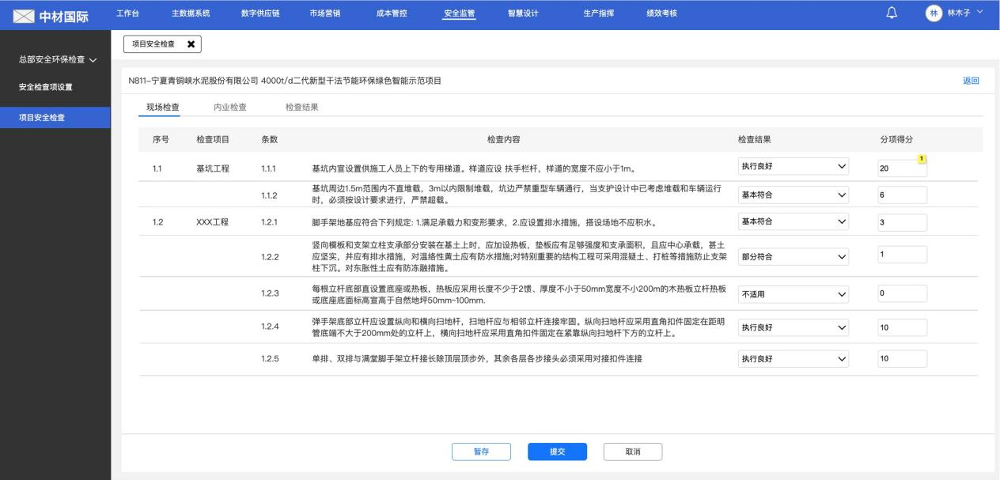 中材国际 工作台 主数据系统 数字供应链 市场营销 成本管控 安全监管 智慧设计 生产指挥 绩效考核 林 林木子
总部安全环保检查
安全检查项设置
项目安全检查
项目安全检查
N811-宁夏青铜峡水泥股份有限公司 4000t/d二代新型干法节能环保绿色智能示范项目 返回
现场检查 内业检查 检查结果
序号 检查项目 条数 检查内容 检查结果 分项得分
1.1 基坑工程 1.1.1 基坑内宣设置供施工人员上下的专用梯道。样道应设 扶手栏杆，样道的宽度不应小于1m。 执行良好 20 1
1.1.2 基坑周边1.5m范围内不直堆载，3m以内限制堆载，坑边严禁重型车辆通行，当支护设计中已考虑堆载和车辆运行
时，必须按设计要求进行，严禁超载。 基本符合 6
1.2 XXX工程 1.2.1 脚手架地基应符合下列规定: 1.满足承载力和变形要求，2.应设置排水措施，搭设场地不应积水。 基本符合 3
1.2.2 竖向模板和支架立柱支承部分安装在基土上时，应加设热板，垫板应有足够强度和支承面积，且应中心承载，甚土
应坚实，并应有排水措施，对温络性黄土应有防水措施;对特别重要的结构工程可采用混凝土、打桩等措施防止支架
柱下沉。对东胀性土应有防冻融措施。 部分符合 1
1.2.3 每根立杆底部直设置底座或热板，热板应采用长度不少于2馈、厚度不小于50mm宽度不小200m的木热板立杆热板
或底座底面标高宣高于自然地坪50mm~100mm. 不适用 0
1.2.4 弹手架底部立杆应设置纵向和横向扫地杆，扫地杆应与相邻立杆连接牢固。纵向扫地杆应采用直角扣件固定在距明
管底端不大于200mm处的立杆上，横向扫地杆应采用直角扣件固定在紧靠纵向扫地杆下方的立杆上。 执行良好 10
1.2.5 单排、双排与满堂脚手架立杆接长除顶层顶步外，其余各层各步接头必须采用对接扣件连接 执行良好 10
暂存 提交 取消